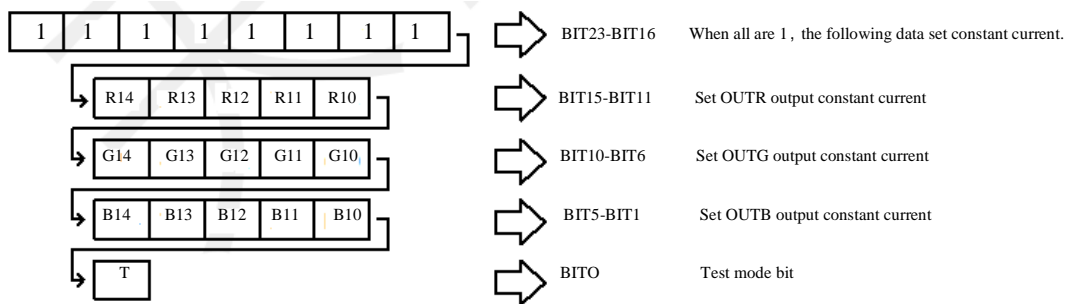 1 1 1 1 1 1 1 1 BIT23-BIT16 When all are 1, the following data set constant current.
R14 R13 R12 R11 R10 BIT15-BIT11 Set OUTR output constant current
G14 G13 G12 G11 G10 BIT10-BIT6 Set OUTG output constant current
B14 B13 B12 B11 B10 BIT5-BIT1 Set OUTB output constant current
T BITO Test mode bit